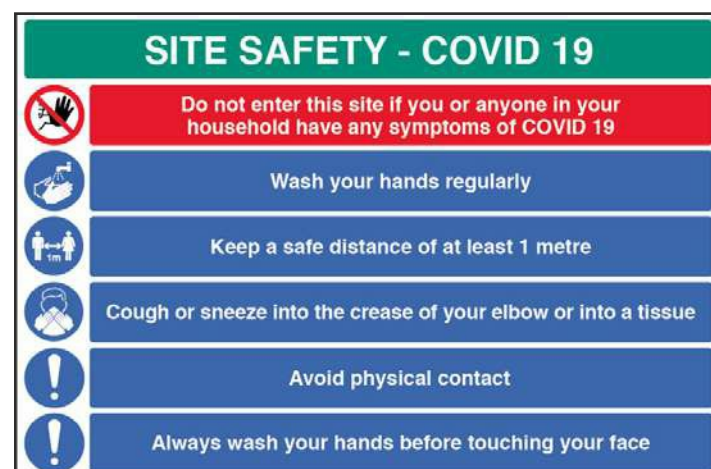 SITE SAFETY - COVID 19
Do not enter this site if you or anyone in your
household have any symptoms of COVID 19
Wash your hands regularly
1m
Keep a safe distance of at least 1 metre
Cough or sneeze into the crease of your elbow or into a tissue
Avoid physical contact
Always wash your hands before touching your face